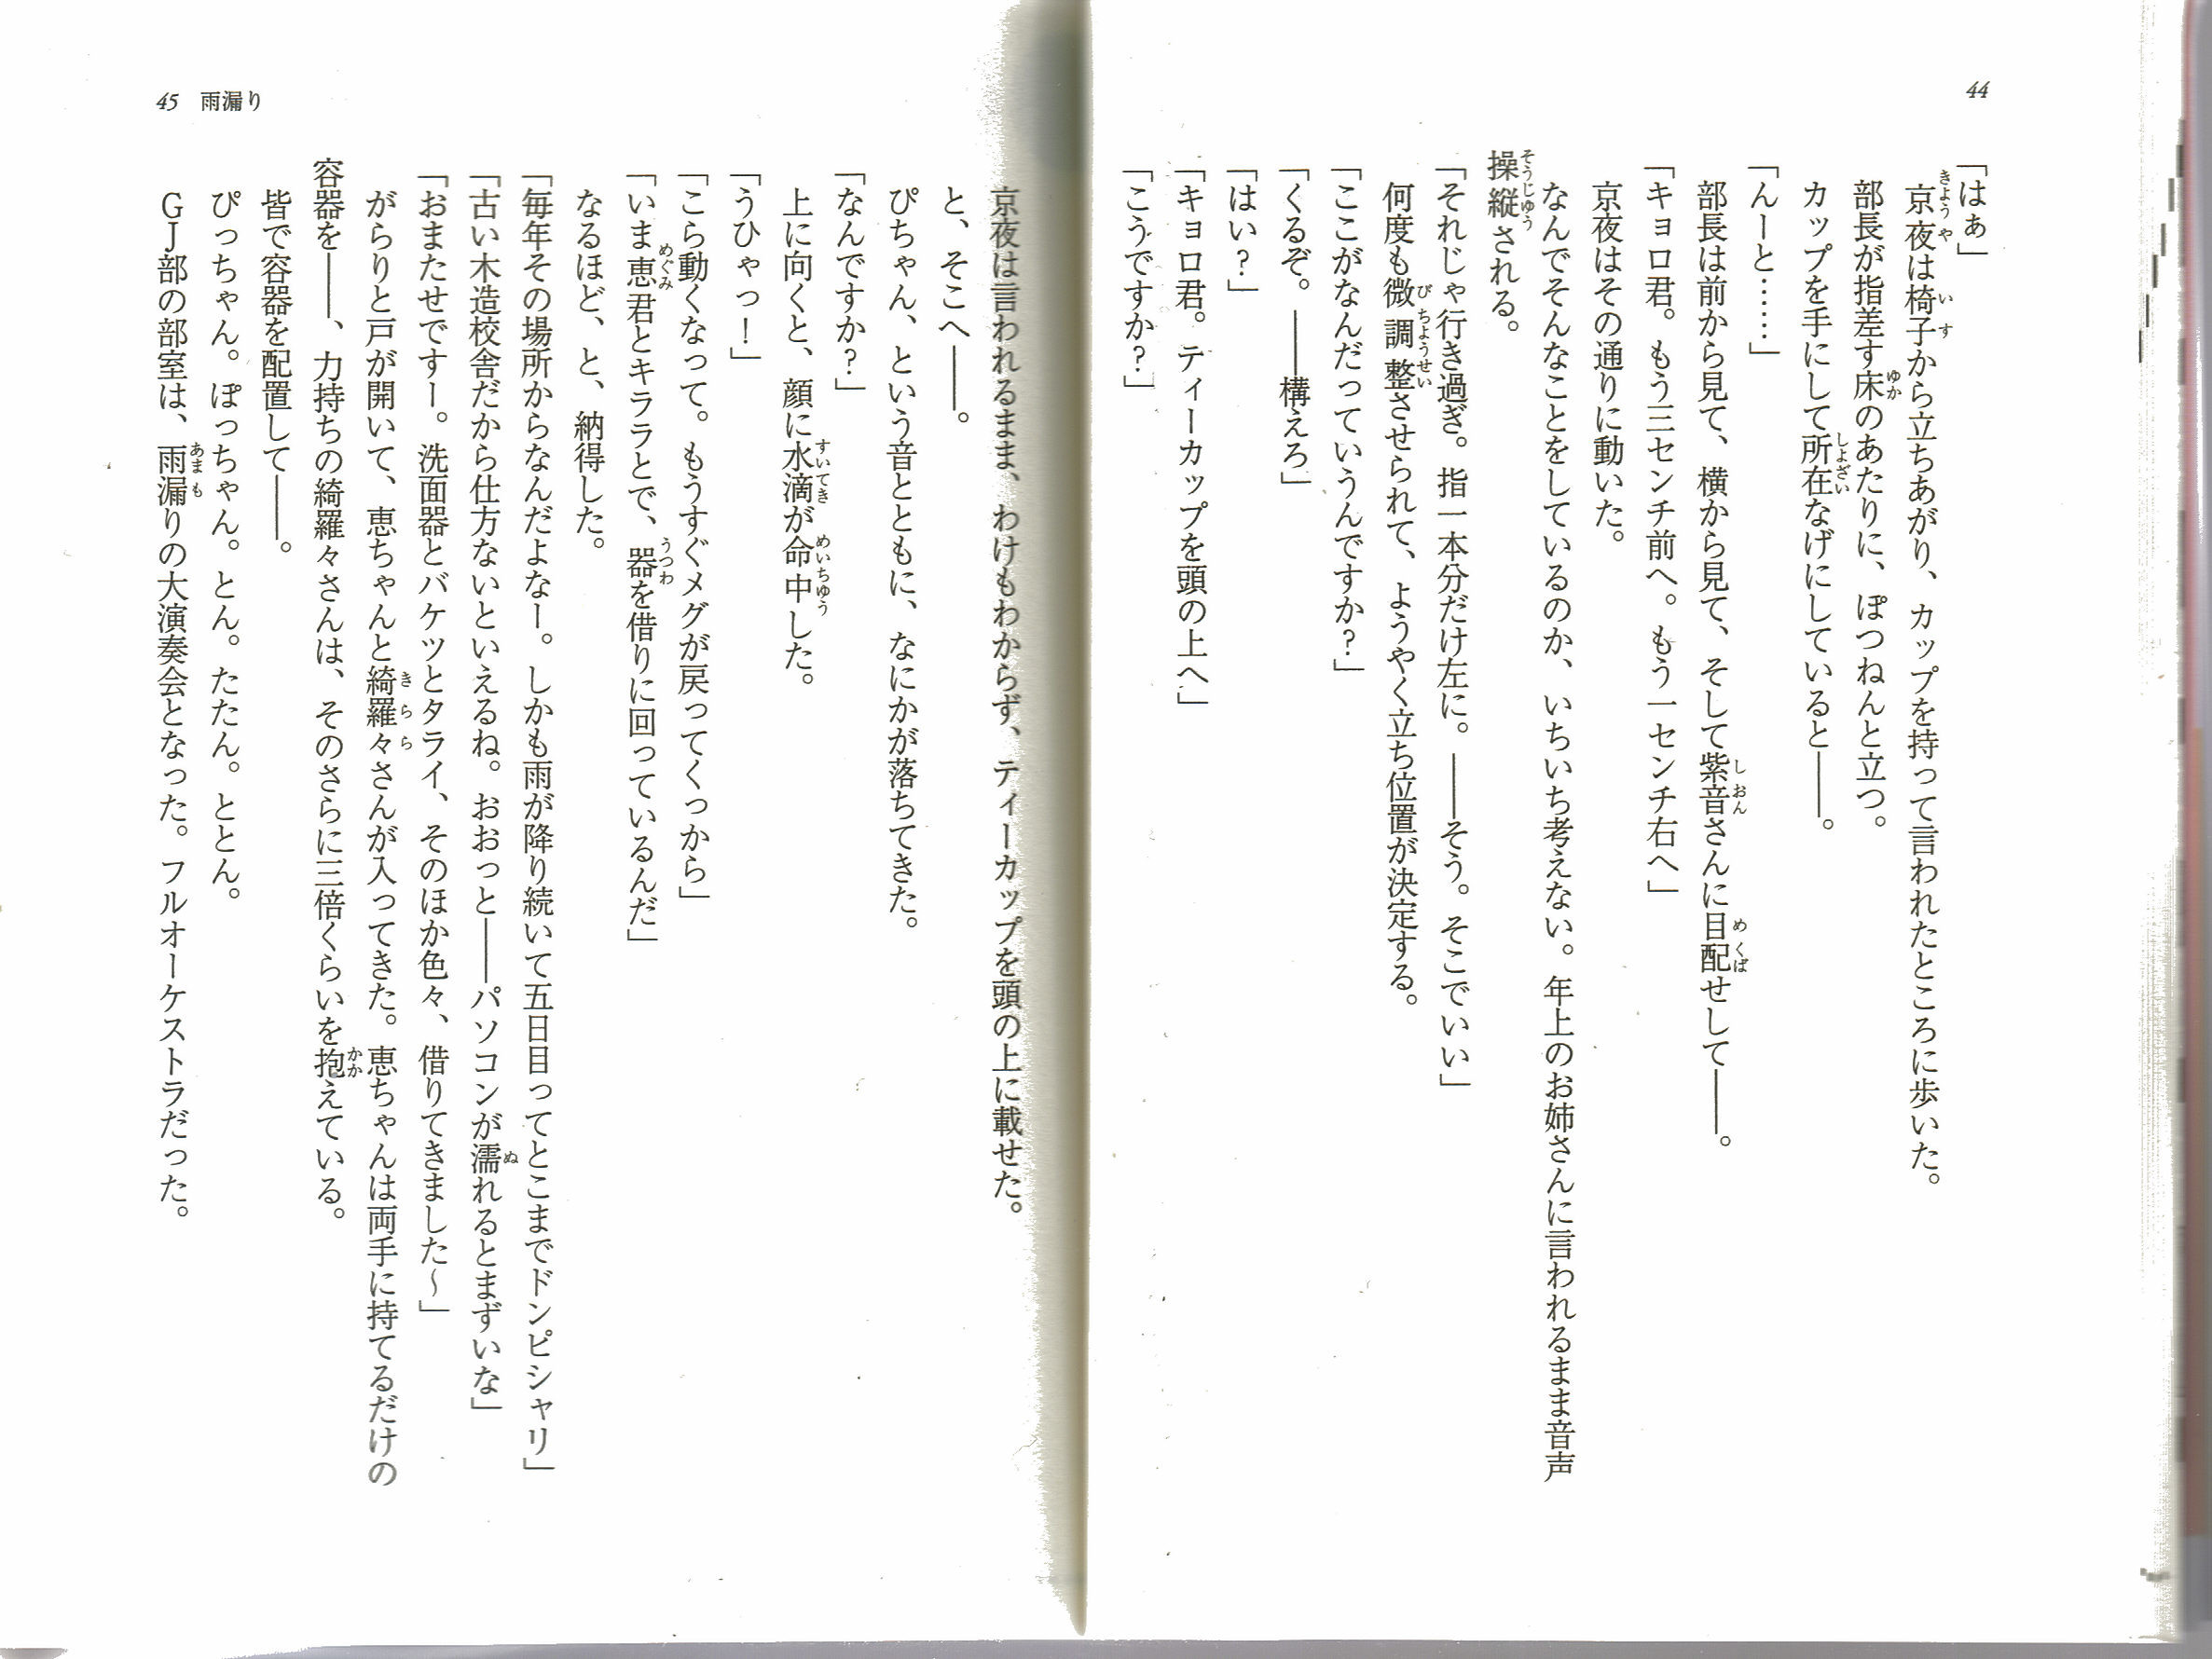 44
「はぁ」
京夜は椅子から立ちあがり、カップを持って言われたところに歩いた。
部長が指差す床のあたりに、ぽつねんと立つ。
カップを手にして所在なげにしていると――。
「んーと……」
部長は前から見て、横から見て、そして紫音さんに目配せして――。
「キョロ君。もう三センチ前へ。もう一センチ右へ」
京夜はその通りに動いた。
なんでそんなことをしているのか、いちいち考えない。年上のお姉さんに言われるまま音声
操縦される。
「それじゃ行き過ぎ。指一本分だけ左に。――そう。そこでいい」
何度も微調整させられて、ようやく立ち位置が決定する。
「ここがなんだっていうんですか？」
「くるぞ。――構えろ」
「はい？」
「キョロ君。ティーカップを頭の上へ」
「こうですか？」
45 雨漏り
京夜は言われるまま、わけもわからず、ティーカップを頭の上に載せた。
と、そこへ――。
ぴちゃん、という音とともに、なにかが落ちてきた。
「なんですか？」
上に向くと、顔に水滴が命中した。
「うひゃっ！」
「こら動くなって。もうすぐメグが戻ってくっから」
「いま恵君とキララとで、器を借りに回っているんだ」
なるほど、と、納得した。
「毎年その場所からなんだよなー。しかも雨が降り続いて五日目ってとこまでドンピシャリ」
「古い木造校舎だから仕方ないといえるね。おおっと――パソコンが濡れるとまずいな」
「おまたせですー。洗面器とバケツとタライ、そのほか色々、借りてきました〜」
がらりと戸が開いて、恵ちゃんと綺羅々さんが入ってきた。恵ちゃんは両手に持てるだけの
容器を――、力持ちの綺羅々さんは、そのさらに三倍くらいを抱えている。
皆で容器を配置して――。
ぴっちゃん。ぽっちゃん。とん。たたん。ととん。
ＧＪ部の部室は、雨漏りの大演奏会となった。フルオーケストラだった。